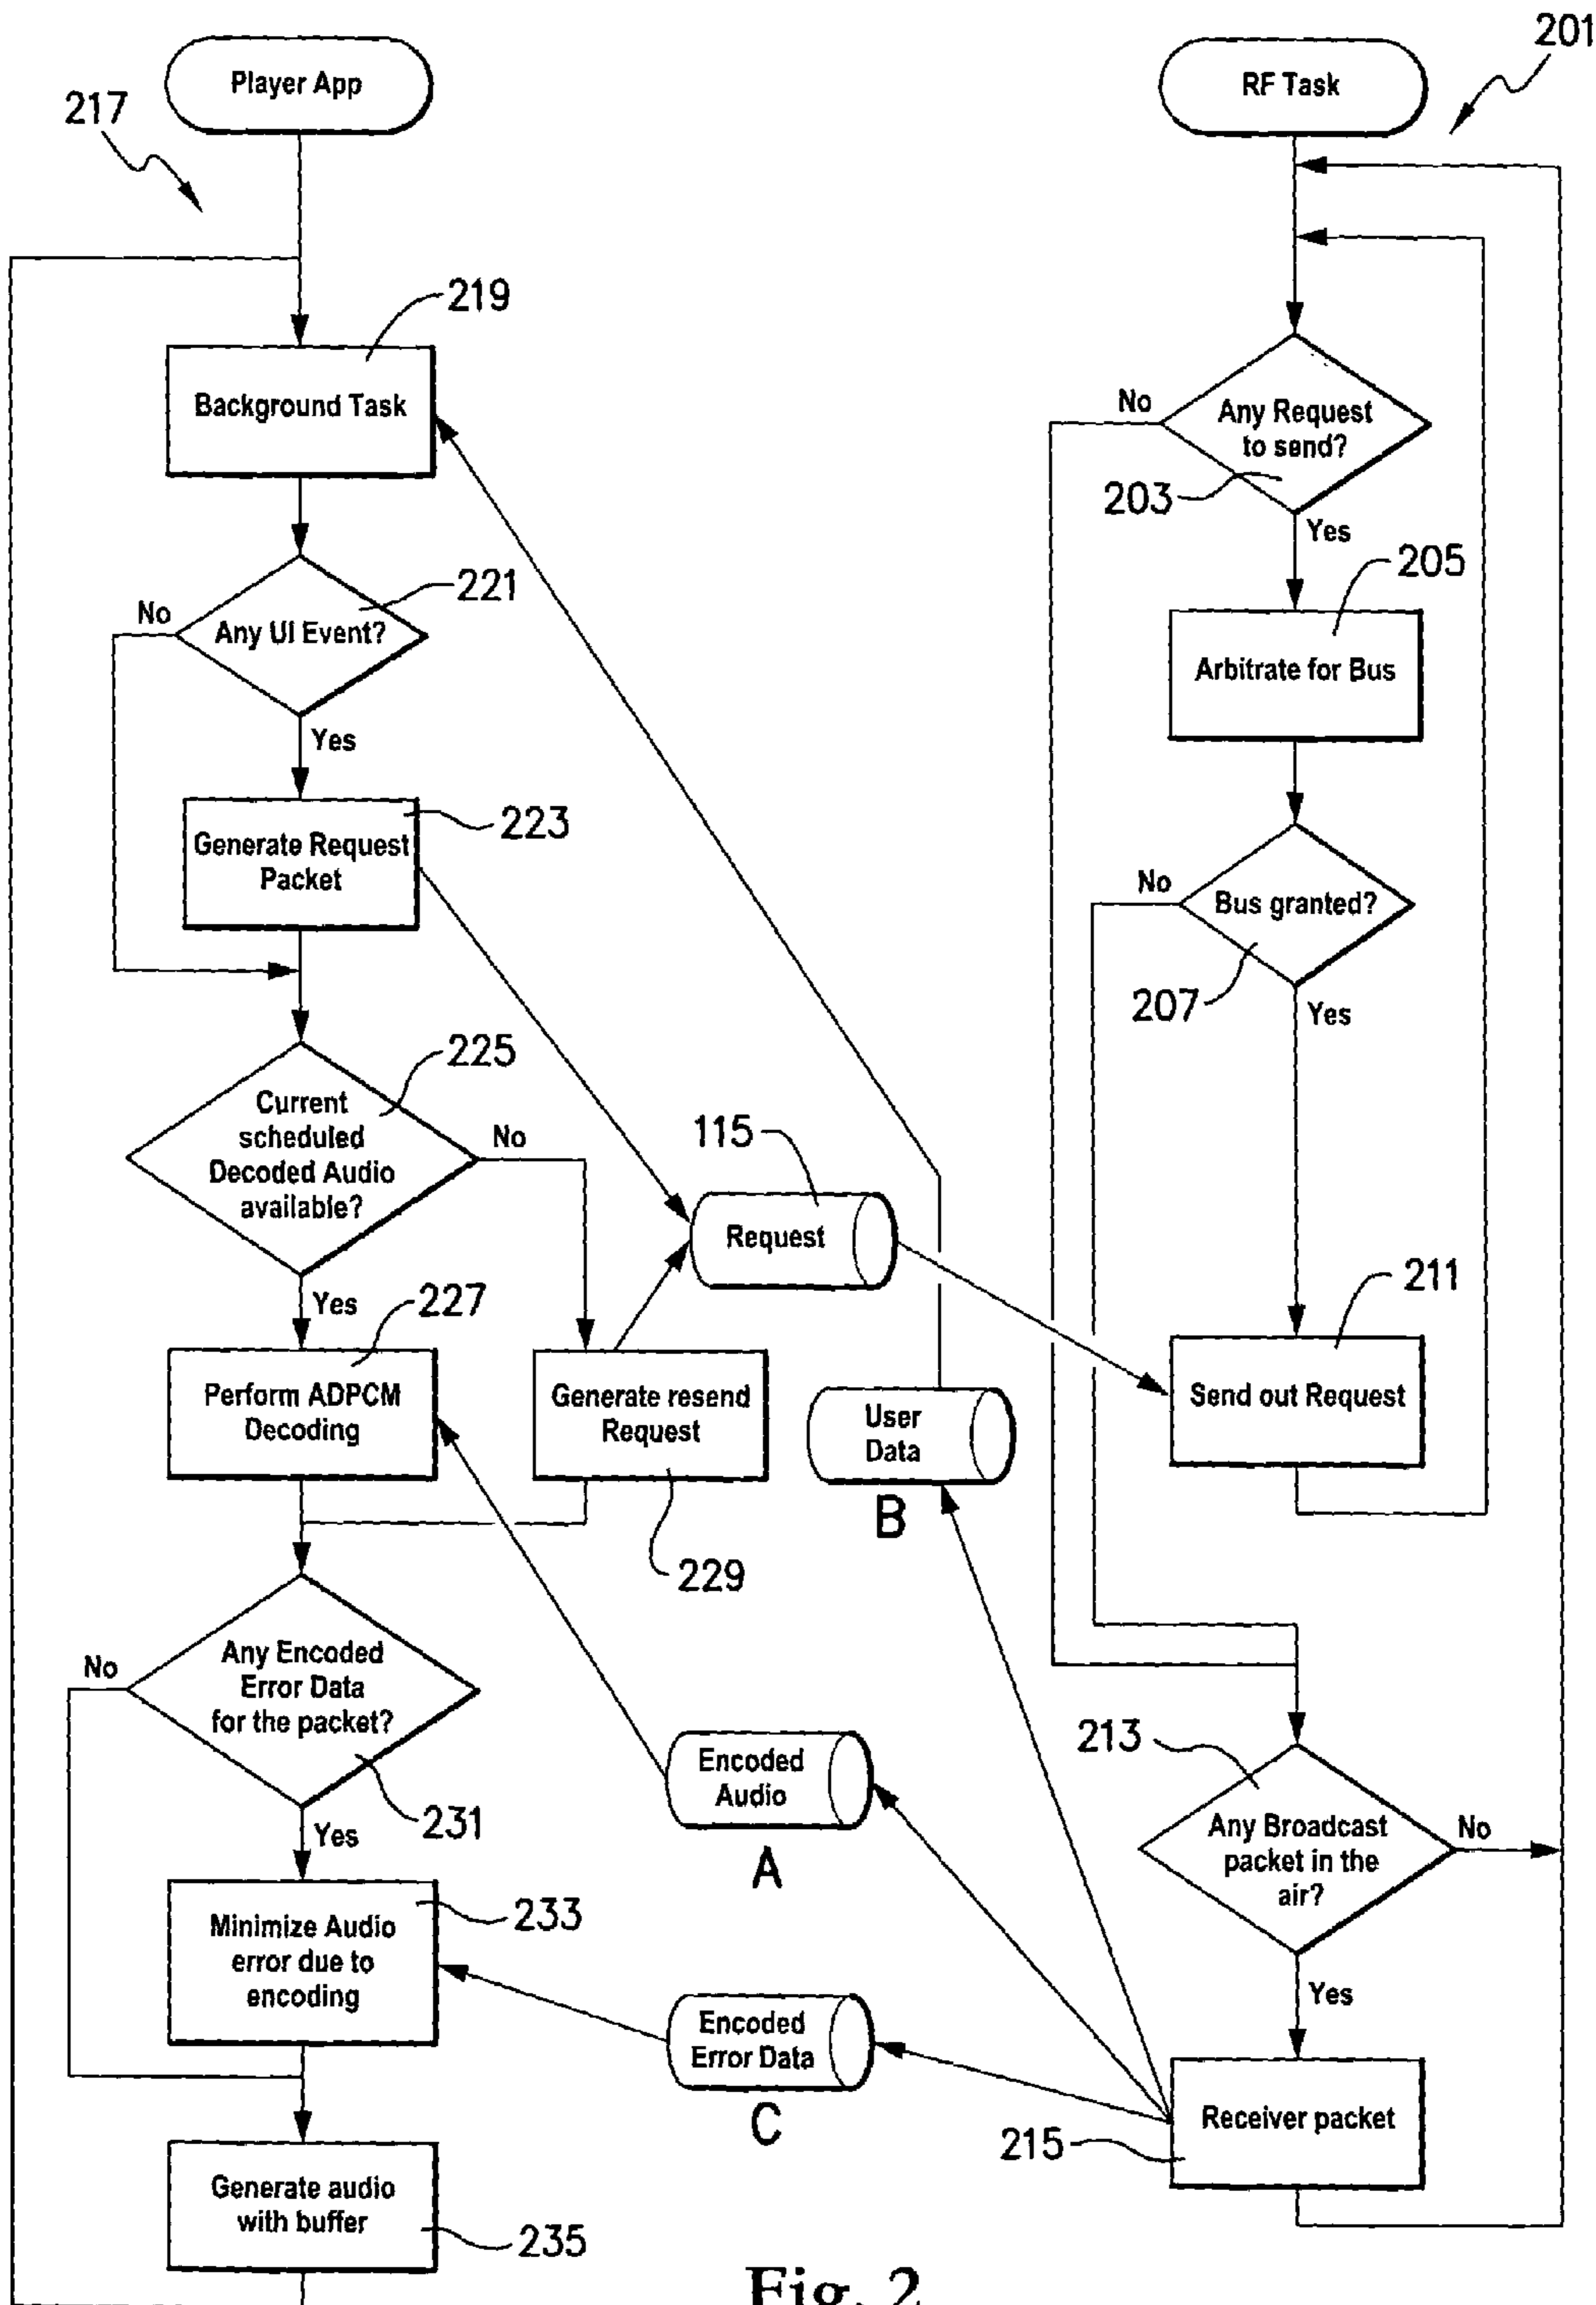 201
Player App
RF Task
217
219
Background Task
No
Any Request
to send?
203
Yes
221
No
Any UI Event?
205
Arbitrate for Bus
Yes
223
Generate Request
Packet
No
Bus granted?
207
Yes
225
Current
scheduled
Decoded Audio
available?
No
115
Request
211
Yes
227
Perform ADPCM
Decoding
Generate resend
Request
User
Data
Send out Request
B
229
Any Encoded
Error Data
for the packet?
No
231
Yes
Encoded
Audio
A
213
Any Broadcast
packet in the
air?
No
Yes
233
Minimize Audio
error due to
encoding
Encoded
Error Data
C
Receiver packet
215
Generate audio
with buffer
235
Fig. 2